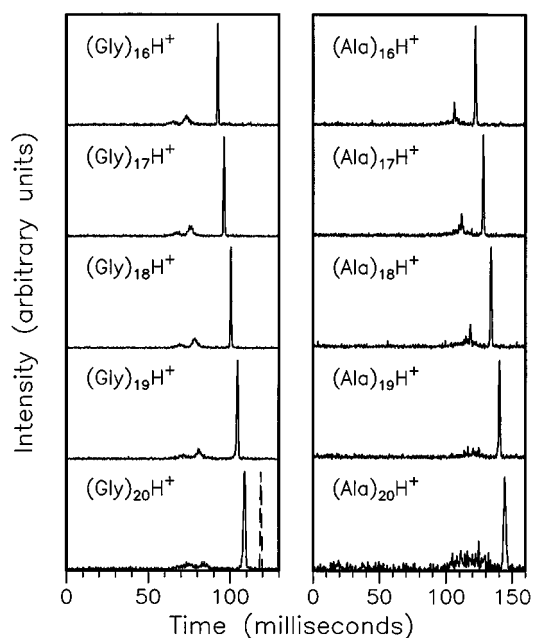 Intensity (arbitrary units)
(Gly)₁₆H⁺
(Gly)₁₇H⁺
(Gly)₁₈H⁺
(Gly)₁₉H⁺
(Gly)₂₀H⁺
0 50 100
(Ala)₁₆H⁺
(Ala)₁₇H⁺
(Ala)₁₈H⁺
(Ala)₁₉H⁺
(Ala)₂₀H⁺
0 50 100 150
Time (milliseconds)